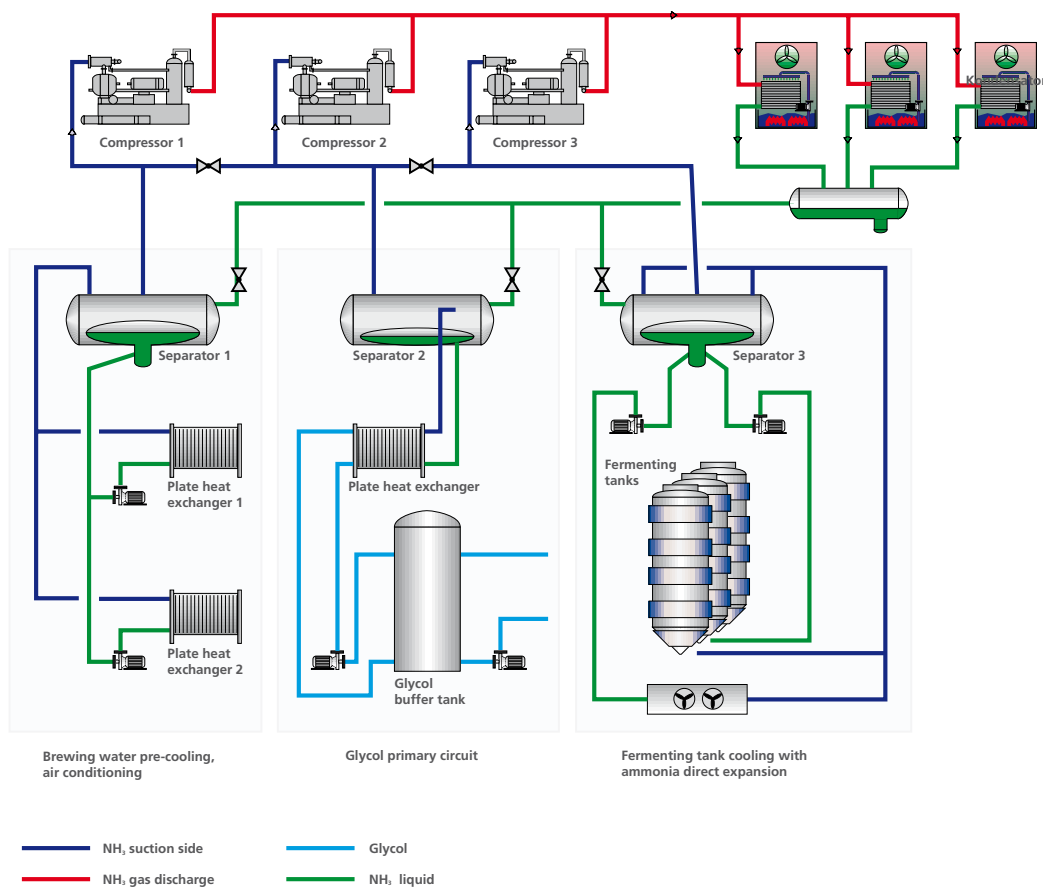 Compressor 1
Compressor 2
Compressor 3
Separator 1
Separator 2
Separator 3
Plate heat
exchanger 1
Plate heat exchanger
Fermenting
tanks
Plate heat
exchanger 2
Glycol
buffer tank
Brewing water pre-cooling,
air conditioning
Glycol primary circuit
Fermenting tank cooling with
ammonia direct expansion
NH₃ suction side
Glycol
NH₃ gas discharge
NH₃ liquid